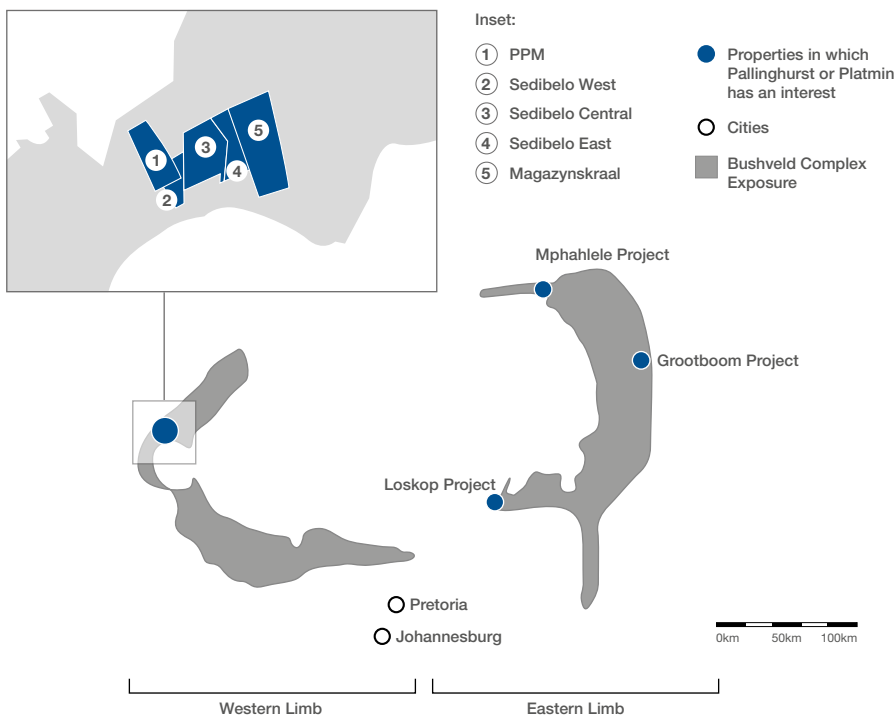 Inset:
1 PPM
2 Sedibelo West
3 Sedibelo Central
4 Sedibelo East
5 Magazynskraal
Properties in which
Pallinghurst or Platmin
has an interest
Cities
Bushveld Complex
Exposure
1
2
3
4
5
Mphahlele Project
Grootboom Project
Loskop Project
Pretoria
Johannesburg
0km 50km 100km
Western Limb
Eastern Limb